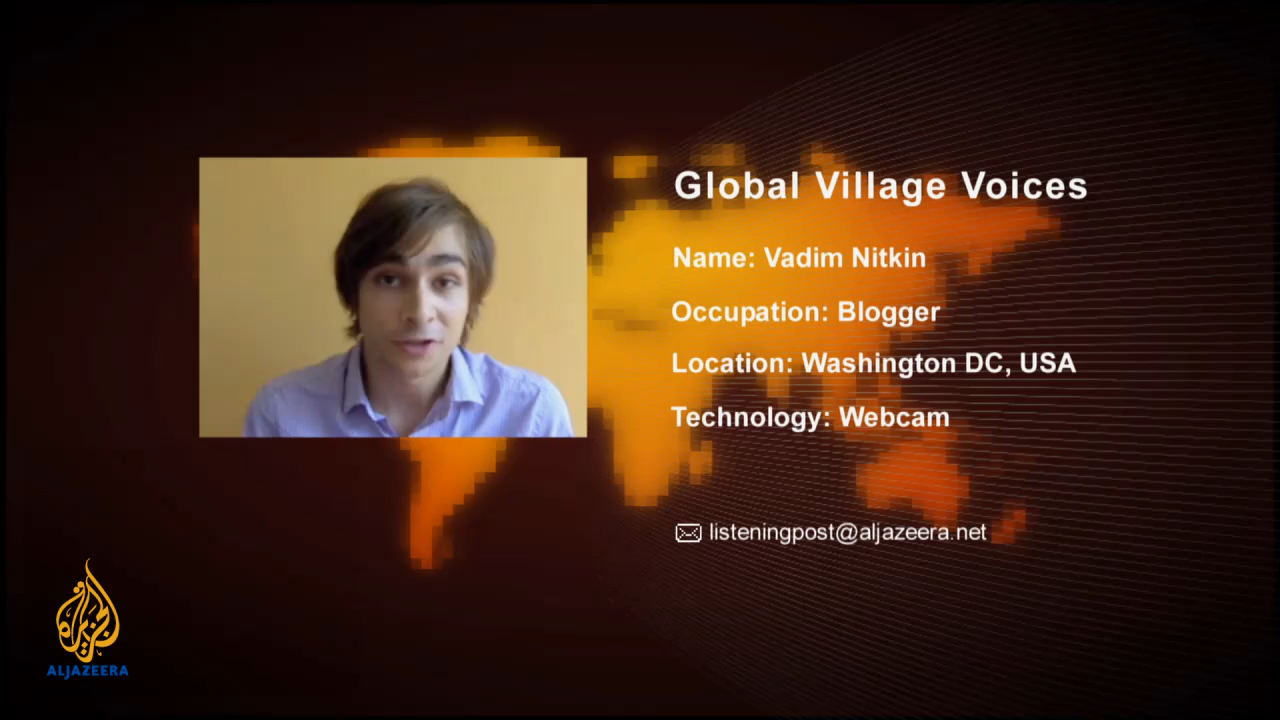 Global Village Voices
Name: Vadim Nitkin
Occupation: Blogger
Location: Washington DC, USA
Technology: Webcam
listeningpost@aljazeera.net
الجزيرة
ALJAZEERA